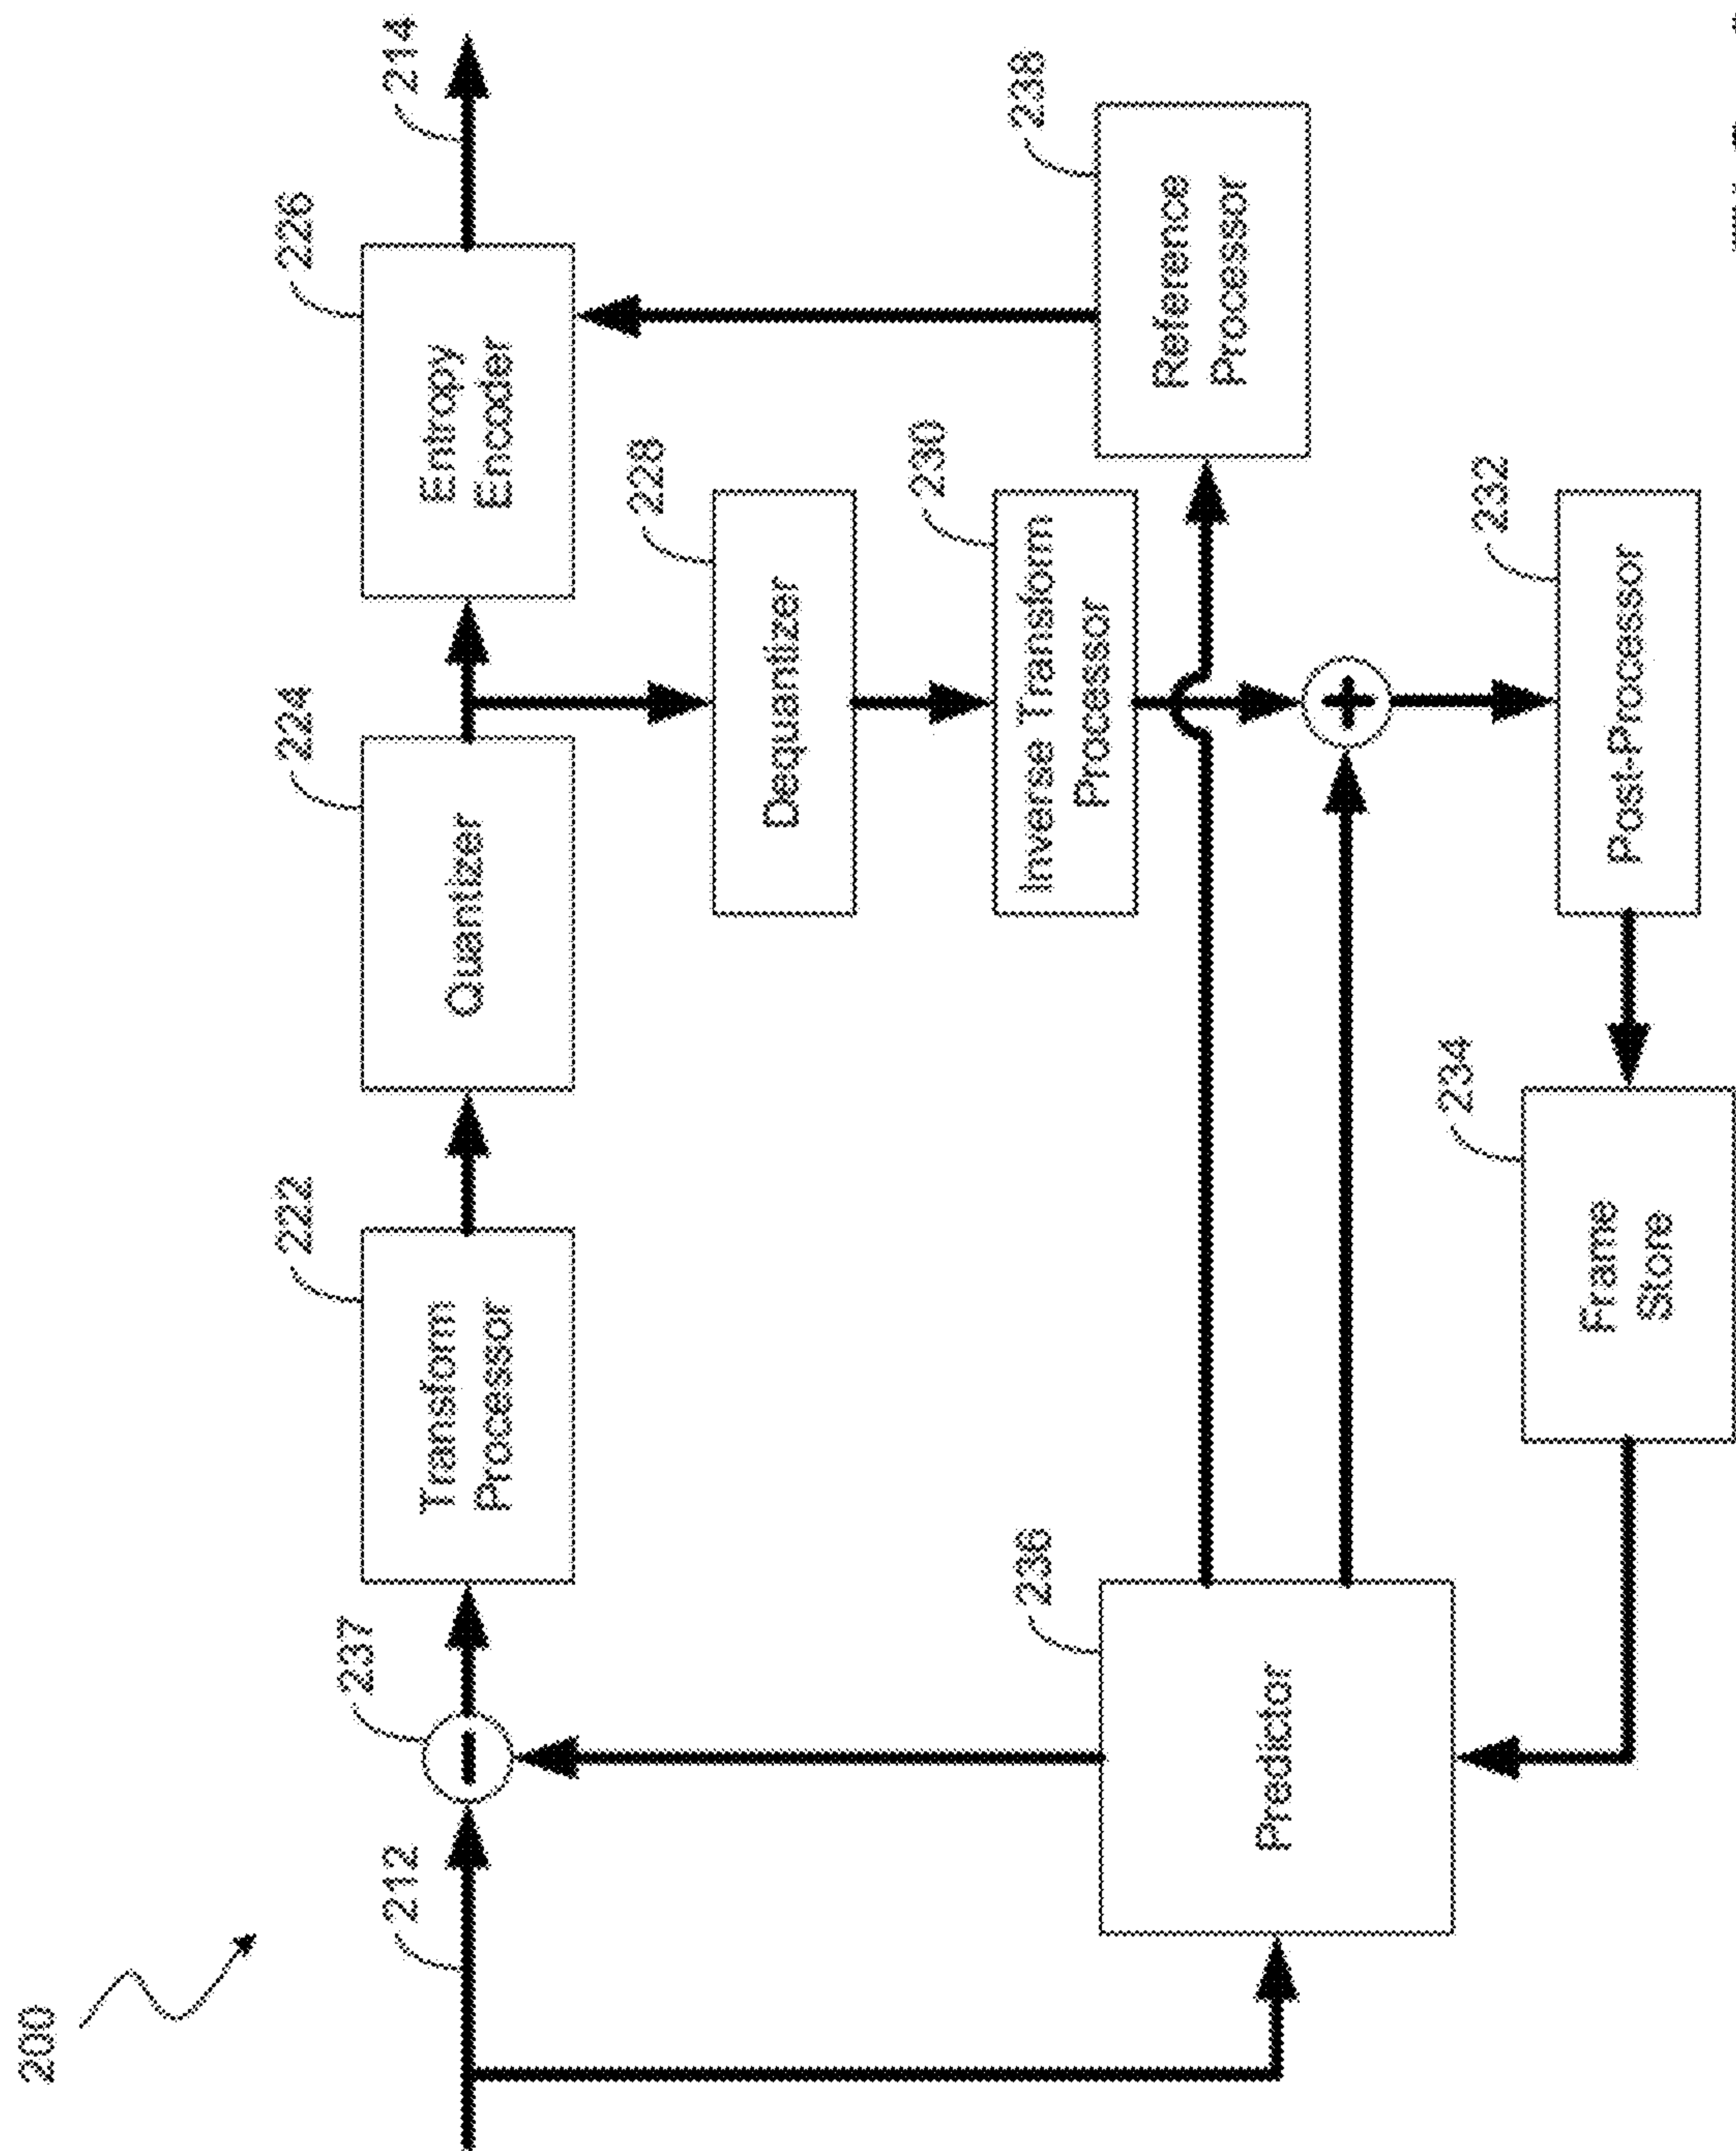 200
212
237
222
Transform
Processor
224
Quantizer
226
Entropy
Encoder
214
228
Dequantizer
230
Inverse Transform
Processor
238
Reference
Processor
236
Predictor
234
Frame
Store
232
Post-Processor